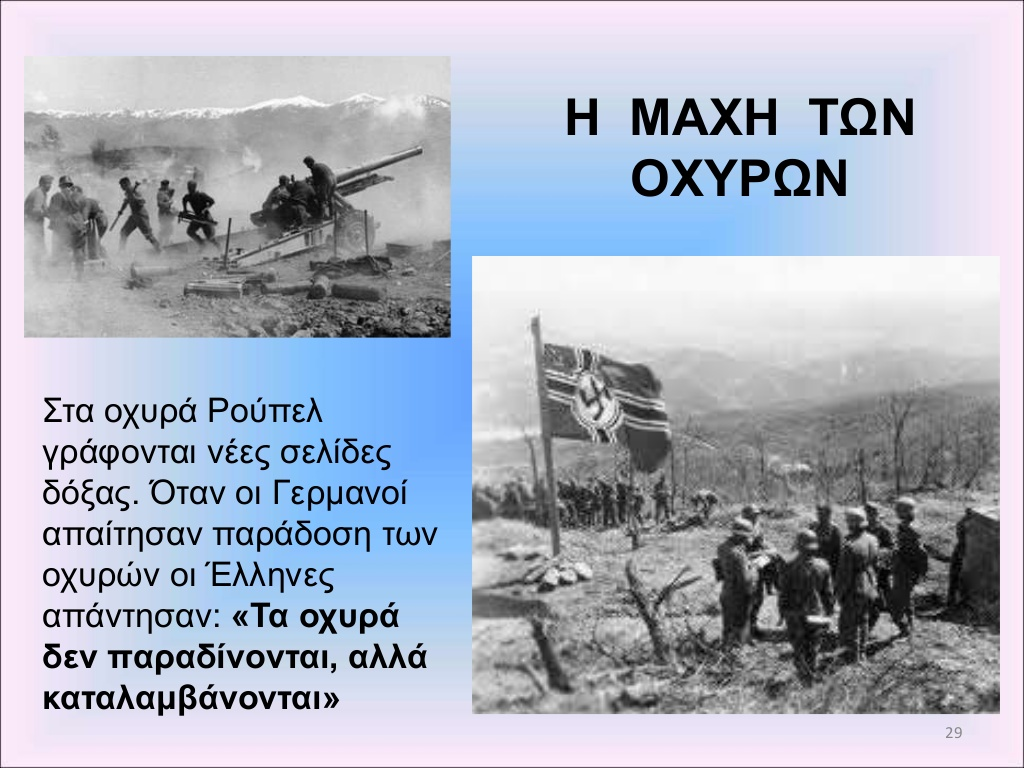 Η ΜΑΧΗ ΤΩΝ
ΟΧΥΡΩΝ
Στα οχυρά Ρούπελ
γράφονται νέες σελίδες
δόξας. Όταν οι Γερμανοί
απαίτησαν παράδοση των
οχυρών οι Έλληνες
απάντησαν: «Τα οχυρά
δεν παραδίνονται, αλλά
καταλαμβάνονται»
29